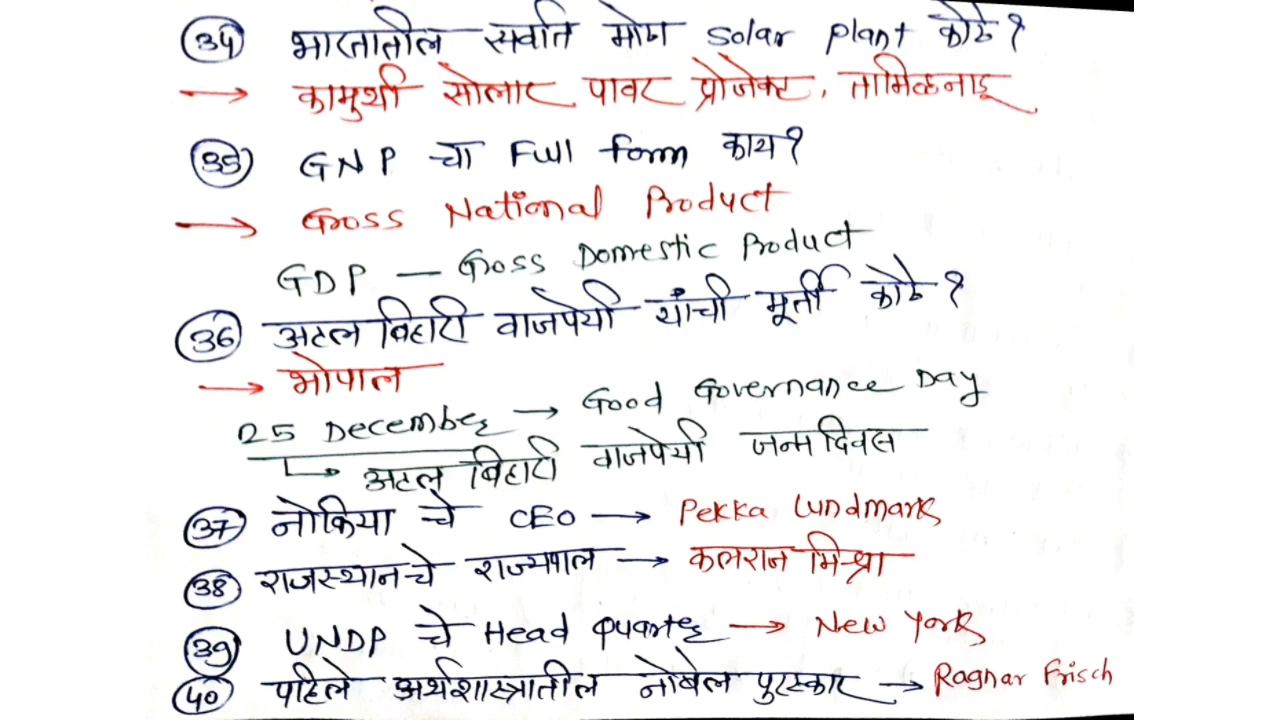 34 भारतातील सर्वात मोठा solar plant कोठे ?
→ कामुथी सोलार पावर प्रोजेक्ट, तामिळनाडू
35 GNP चा Full form काय ?
→ Gross National Product
GDP — Gross Domestic Product
36 अटल बिहारी वाजपेयी यांची मूर्ती कोठे ?
→ भोपाल
25 December → Good Governance Day
↳ अटल बिहारी वाजपेयी जन्मदिवस
37 नोकिया चे CEO → Pekka Lundmark
38 राजस्थानचे राज्यपाल → कलराज मिश्रा
39 UNDP चे Head Quarter → New York
40 पहिले अर्थशास्त्रातील नोबेल पुरस्कार → Ragnar Frisch